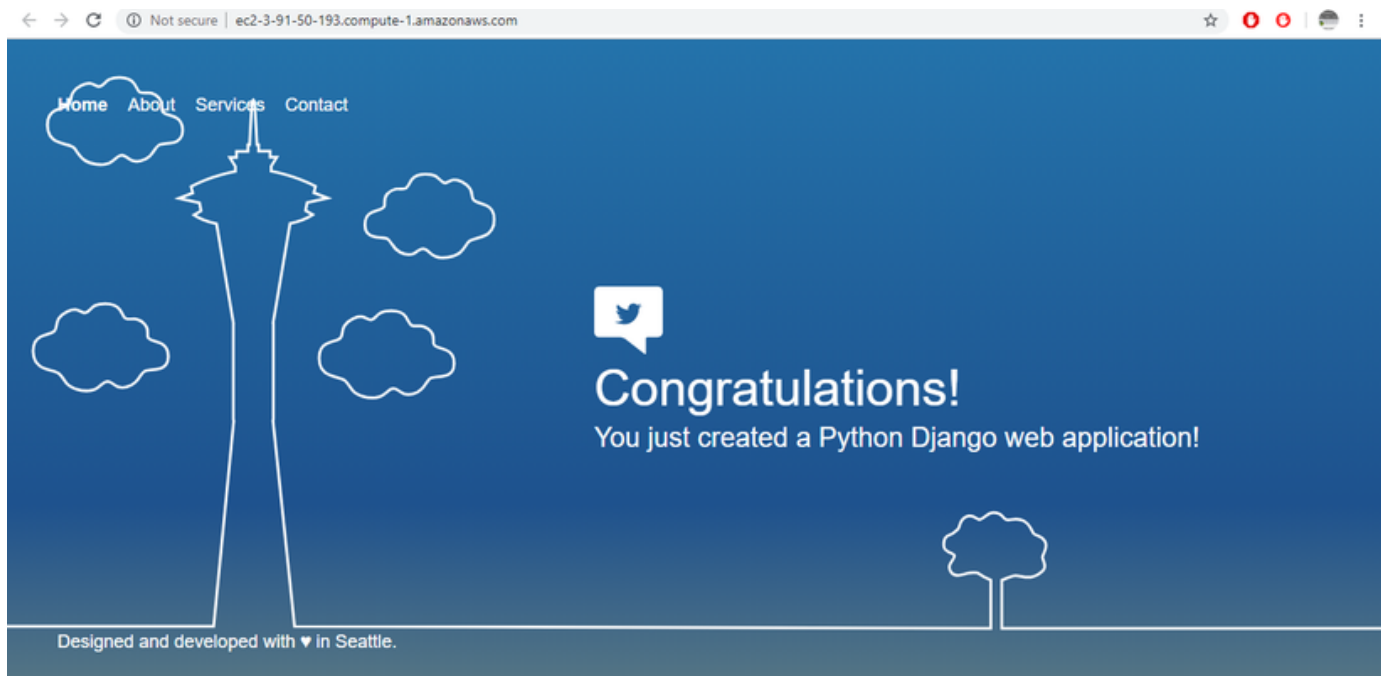 Not secure | ec2-3-91-50-193.compute-1.amazonaws.com
Home About Services Contact
Congratulations!
You just created a Python Django web application!
Designed and developed with ♥ in Seattle.